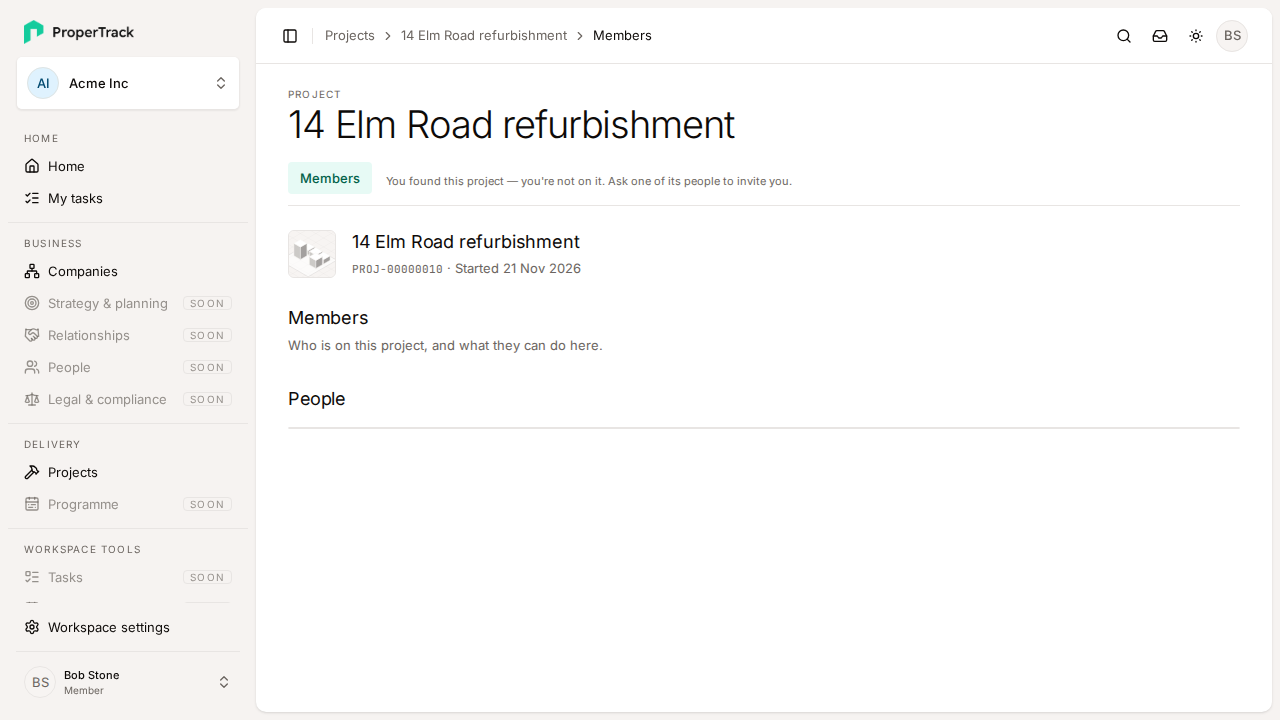 ProperTrack
AI
Acme Inc
HOME
Home
My tasks
BUSINESS
Companies
Strategy & planning SOON
Relationships SOON
People SOON
Legal & compliance SOON
DELIVERY
Projects
Programme SOON
WORKSPACE TOOLS
Tasks SOON
Workspace settings
BS
Bob Stone
Member
Projects > 14 Elm Road refurbishment > Members
BS
PROJECT
14 Elm Road refurbishment
Members
You found this project — you're not on it. Ask one of its people to invite you.
14 Elm Road refurbishment
PROJ-00000010 · Started 21 Nov 2026
Members
Who is on this project, and what they can do here.
People